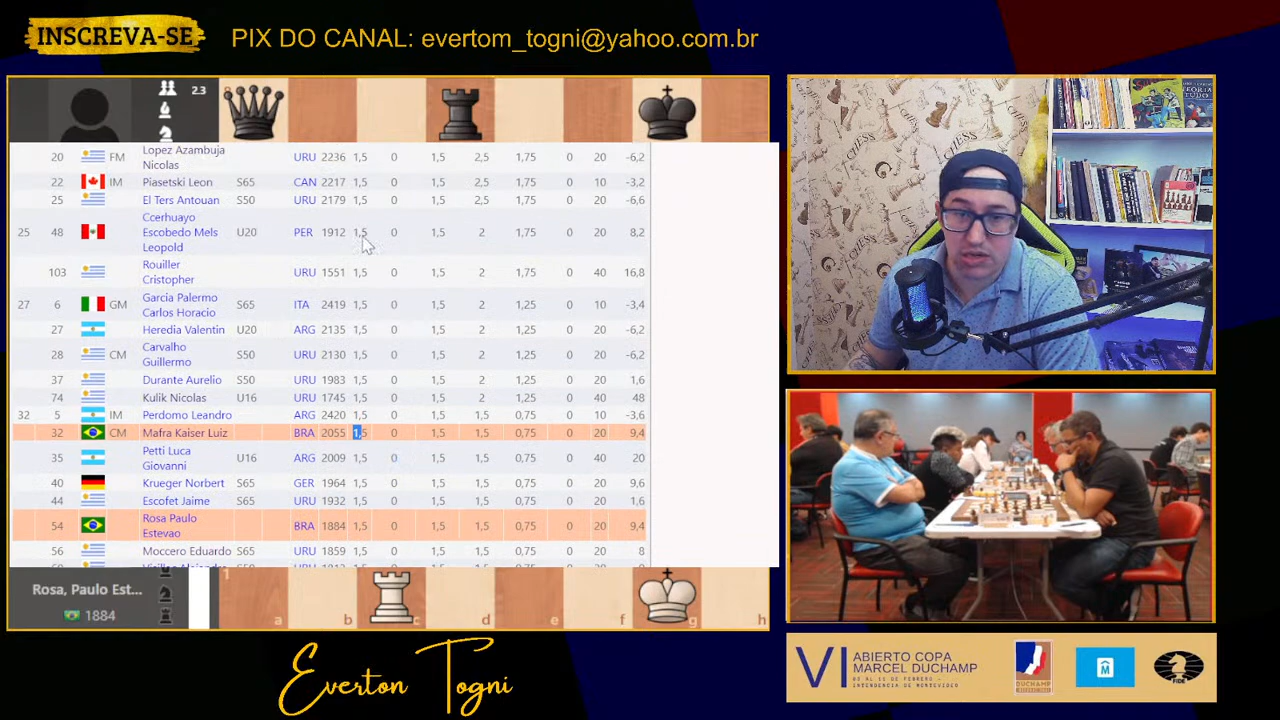 INSCREVA-SE
PIX DO CANAL: evertom_togni@yahoo.com.br
2.3
20 FM Lopez Azambuja Nicolas URU 2236 1,5 0 1,5 2,5 1,75 0 20 -6,2
22 IM Piasetski Leon S65 CAN 2217 1,5 0 1,5 2,5 1,75 0 10 -3,2
25 El Ters Antouan S50 URU 2179 1,5 0 1,5 2,5 1,75 0 20 -6,6
25 48 Ccerhuayo Escobedo Mels Leopold U20 PER 1912 1,5 0 1,5 2 1,75 0 20 8,2
103 Rouiller Cristopher URU 1551 1,5 0 1,5 2 1,75 0 40 16,8
27 6 GM Garcia Palermo Carlos Horacio S65 ITA 2419 1,5 0 1,5 2 1,25 0 10 -3,4
27 Heredia Valentin U20 ARG 2135 1,5 0 1,5 2 1,25 0 20 -6,2
28 CM Carvalho Guillermo S50 URU 2130 1,5 0 1,5 2 1,25 0 20 -6,2
37 Durante Aurelio S50 URU 1983 1,5 0 1,5 2 1,25 0 20 1,6
74 Kulik Nicolas U16 URU 1745 1,5 0 1,5 2 1,25 0 40 48
32 5 IM Perdomo Leandro ARG 2420 1,5 0 1,5 1,5 0,75 0 10 -3,6
32 CM Mafra Kaiser Luiz BRA 2055 1,5 0 1,5 1,5 0,75 0 20 9,4
35 Petti Luca Giovanni U16 ARG 2009 1,5 0 1,5 1,5 0,75 0 40 20
40 Krueger Norbert S65 GER 1964 1,5 0 1,5 1,5 0,75 0 20 9,6
44 Escofet Jaime S65 URU 1932 1,5 0 1,5 1,5 0,75 0 20 1,6
54 Rosa Paulo Estevao BRA 1884 1,5 0 1,5 1,5 0,75 0 20 9,4
56 Moccero Eduardo S65 URU 1859 1,5 0 1,5 1,5 0,75 0 20 8
Rosa, Paulo Est...
1884
1
a b c d e f g h
Everton Togni
CHESS
VI ABIERTO COPA
MARCEL DUCHAMP
INTENDENCIA DE MONTEVIDEO
DUCHAMP
M
FIDE